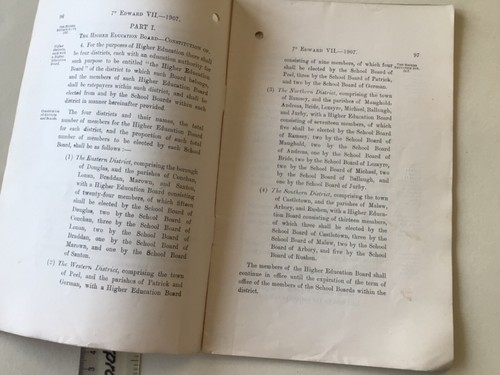 96
7° EDWARD VII.—1907.
PART I.
THE HIGHER EDUCATION BOARD—CONSTITUTION OF.
4. For the purposes of Higher Education there shall
be four districts, each with an education authority for
such purpose to be entitled "the Higher Education
Board" of the district to which such Board belongs,
and the members of such Higher Education Board
shall be ratepayers within such district, and shall be
elected from and by the School Boards within such
district in manner hereinafter provided
The four districts and their names, the total
number of members for the Higher Education Board
for each district, and the proportion of such total
number of members to be elected by each School
Board, shall be as follows:—
(1) The Eastern District, comprising the borough
of Douglas, and the parishes of Conchan,
Lonan, Braddan, Marown, and Santon,
with a Higher Education Board consisting
of twenty-four members, of which fifteen
shall be elected by the School Board of
Douglas, two by the School Board of
Conchan, three by the School Board of
Lonan, two by the School Board of
Braddan, one by the School Board of
Marown, and one by the School Board
of Santon.
(2) The Western District, comprising the town
of Peel, and the parishes of Patrick and
German, with a Higher Education Board
7° EDWARD VII.—1907.
97
consisting of nine members, of which four
shall be elected by the School Board of
Peel, three by the School Board of Patrick,
and two by the School Board of German.
(3) The Northern District, comprising the town
of Ramsey, and the parishes of Maughold,
Andreas, Bride, Lezayre, Michael, Ballaugh,
and Jurby, with a Higher Education Board
consisting of seventeen members, of which
five shall be elected by the School Board
of Ramsey, two by the School Board of
Maughold, two by the School Board
of Andreas, one by the School Board of
Bride, two by the School Board of Lezayre,
two by the School Board of Michael, two
by the School Board of Ballaugh, and
one by the School Board of Jurby.
(4) The Southern District, comprising the town
of Castletown, and the parishes of Malew,
Arbory, and Rushen, with a Higher Educa-
tion Board consisting of thirteen members,
of which three shall be elected by the
School Board of Castletown, three by the
School Board of Malew, two by the School
Board of Arbory, and five by the School
Board of Rushen.
The members of the Higher Education Board shall
continue in office until the expiration of the term of
office of the members of the School Boards within the
district.